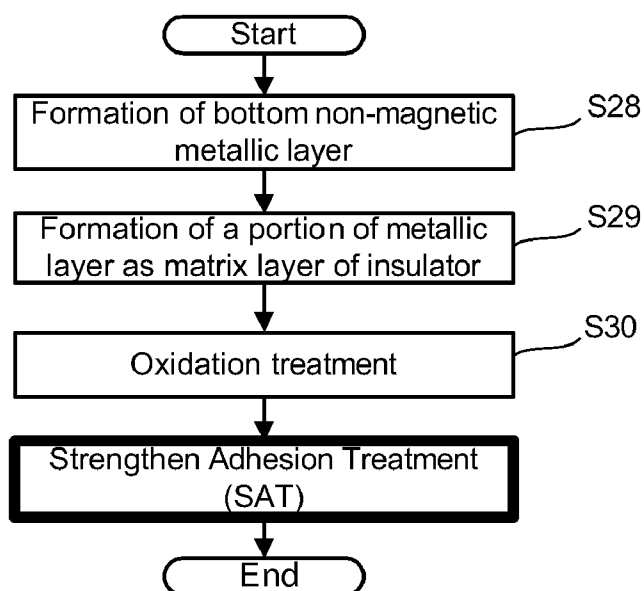 Start
Formation of bottom non-magnetic
metallic layer
S28
Formation of a portion of metallic
layer as matrix layer of insulator
S29
Oxidation treatment
S30
Strengthen Adhesion Treatment
(SAT)
End